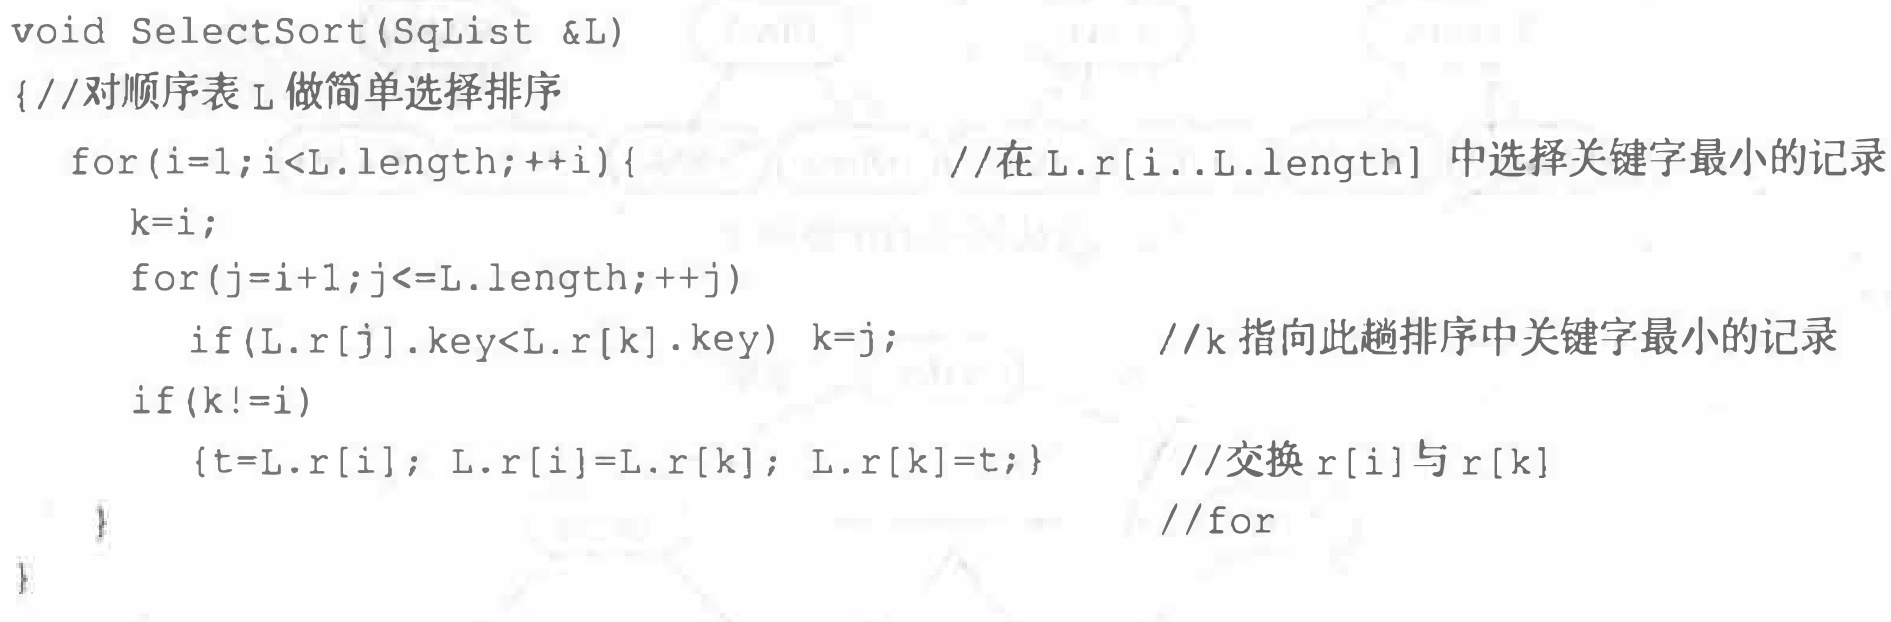 void SelectSort(SqList &L)
{//对顺序表 L 做简单选择排序
for(i=1;i<L.length;++i){ //在 L.r[i..L.length] 中选择关键字最小的记录
k=i;
for(j=i+1;j<=L.length;++j)
if(L.r[j].key<L.r[k].key) k=j; //k 指向此趟排序中关键字最小的记录
if(k!=i)
{t=L.r[i]; L.r[i]=L.r[k]; L.r[k]=t;} //交换 r[i]与 r[k]
} //for
}